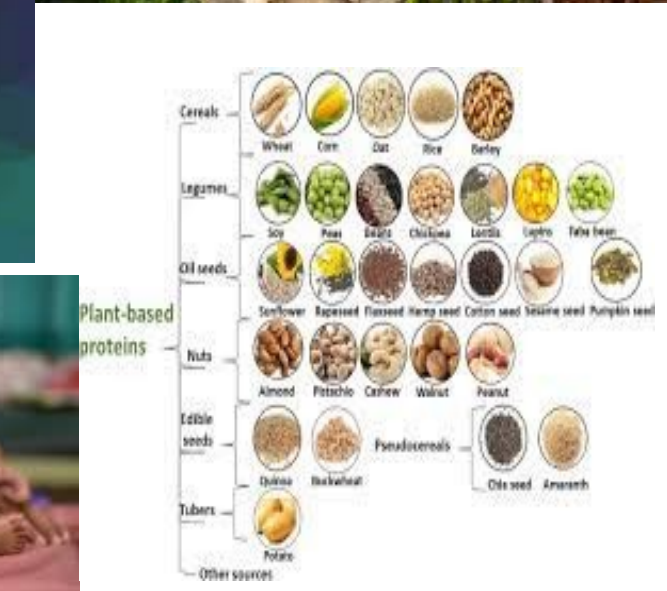 Cereals
Wheat Corn Oat Rice Barley
Legumes
Soy Peas Beans Chickpea Lentils Lupins Faba bean
Oil seeds
Sunflower Rapeseed Flaxseed Hemp seed Cotton seed Sesame seed Pumpkin seed
Plant-based
proteins
Nuts
Almond Pistachio Cashew Walnut Peanut
Edible
seeds
Pseudocereals
Quinoa Buckwheat Chia seed Amaranth
Tubers
Potato
Other sources